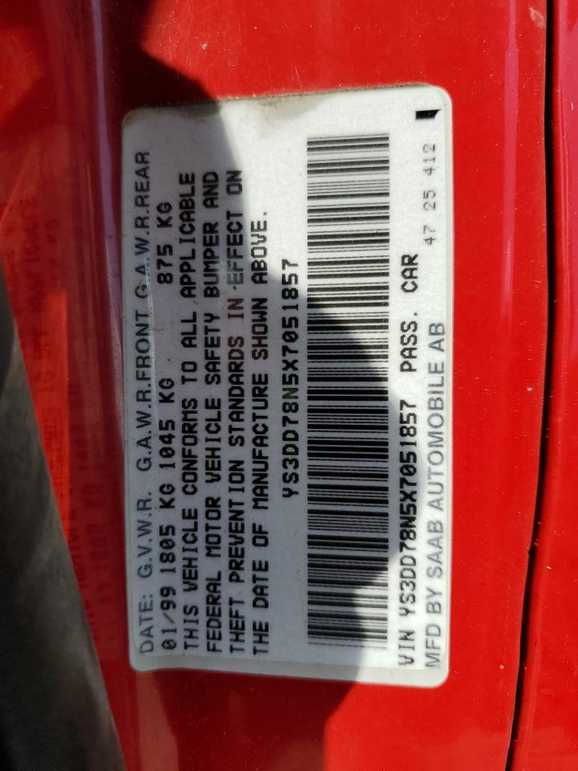 DATE: G.V.W.R. G.A.W.R.FRONT G.A.W.R.REAR
01/99 1805 KG 1045 KG 875 KG
THIS VEHICLE CONFORMS TO ALL APPLICABLE
FEDERAL MOTOR VEHICLE SAFETY BUMPER AND
THEFT PREVENTION STANDARDS IN EFFECT ON
THE DATE OF MANUFACTURE SHOWN ABOVE.
YS3DD78N5X7051857
VIN YS3DD78N5X7051857 PASS. CAR
MFD BY SAAB AUTOMOBILE AB 47 25 412